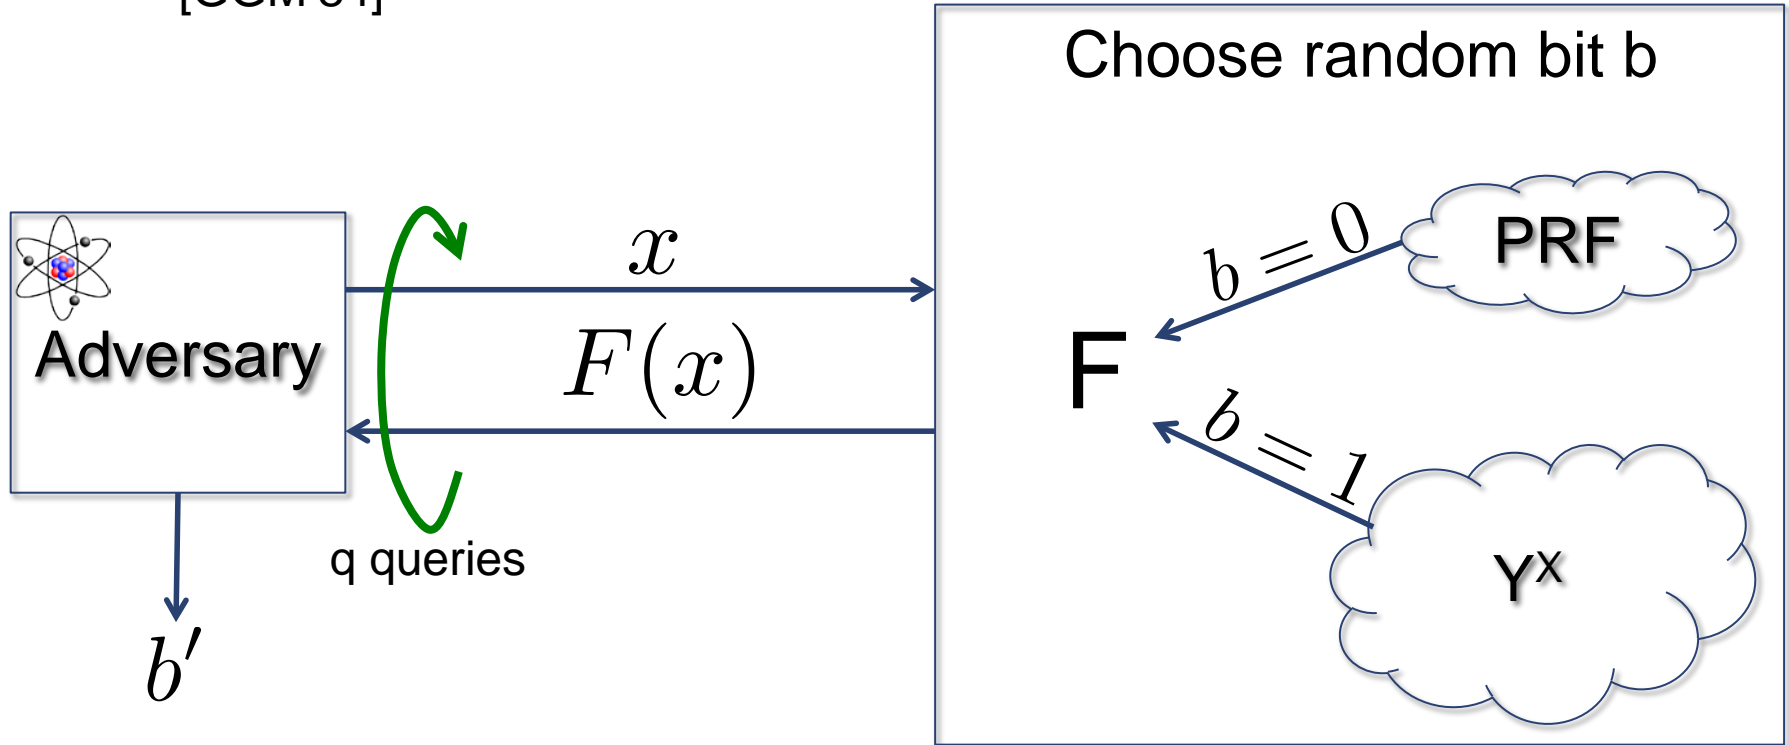 Choose random bit b
PRF
b = 0
x
Adversary
F(x)
F
b = 1
q queries
Y^X
b′